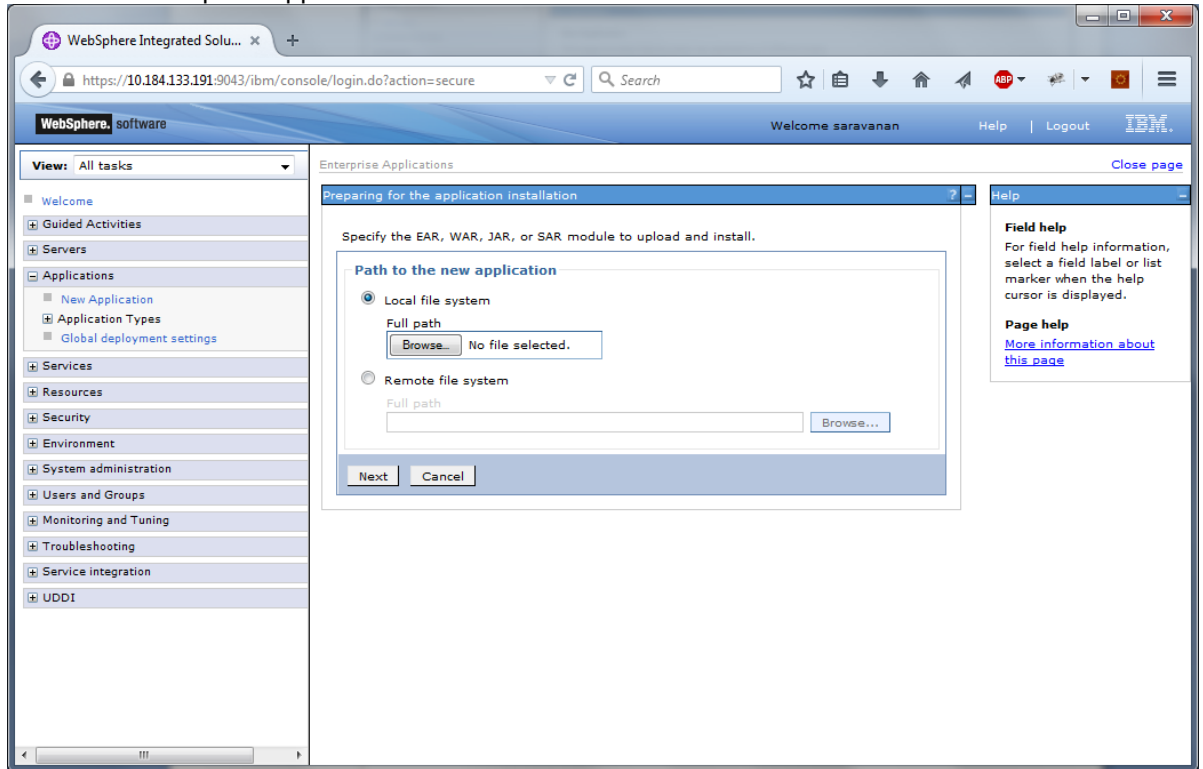 WebSphere Integrated Solu... × +
https://10.184.133.191:9043/ibm/console/login.do?action=secure Search ABP
WebSphere. software Welcome saravanan Help | Logout IBM.
View: All tasks
Welcome
Guided Activities
Servers
Applications
New Application
Application Types
Global deployment settings
Services
Resources
Security
Environment
System administration
Users and Groups
Monitoring and Tuning
Troubleshooting
Service integration
UDDI
Enterprise Applications Close page
Preparing for the application installation ? -
Specify the EAR, WAR, JAR, or SAR module to upload and install.
Path to the new application
Local file system
Full path
Browse... No file selected.
Remote file system
Full path
Browse...
Next Cancel
Help -
Field help
For field help information,
select a field label or list
marker when the help
cursor is displayed.
Page help
More information about
this page